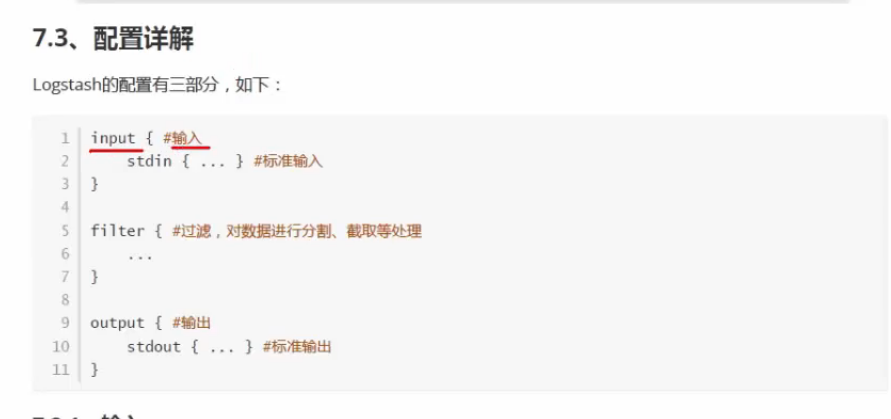 7.3、配置详解
Logstash的配置有三部分，如下：
1 input { #输入
2     stdin { ... } #标准输入
3 }
4
5 filter { #过滤，对数据进行分割、截取等处理
6     ...
7 }
8
9 output { #输出
10     stdout { ... } #标准输出
11 }